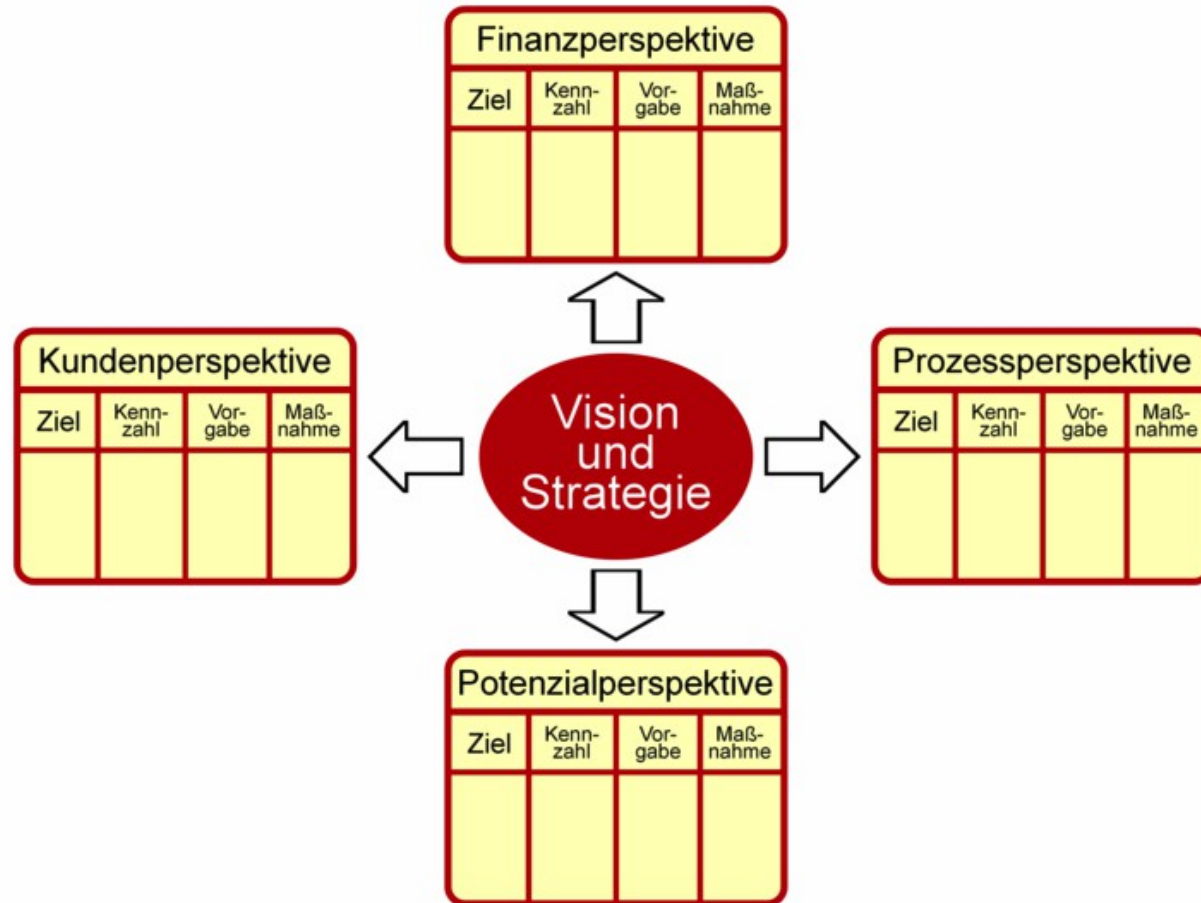 Finanzperspektive
Ziel Kenn-zahl Vor-gabe Maß-nahme
Kundenperspektive
Ziel Kenn-zahl Vor-gabe Maß-nahme
Vision
und
Strategie
Prozessperspektive
Ziel Kenn-zahl Vor-gabe Maß-nahme
Potenzialperspektive
Ziel Kenn-zahl Vor-gabe Maß-nahme